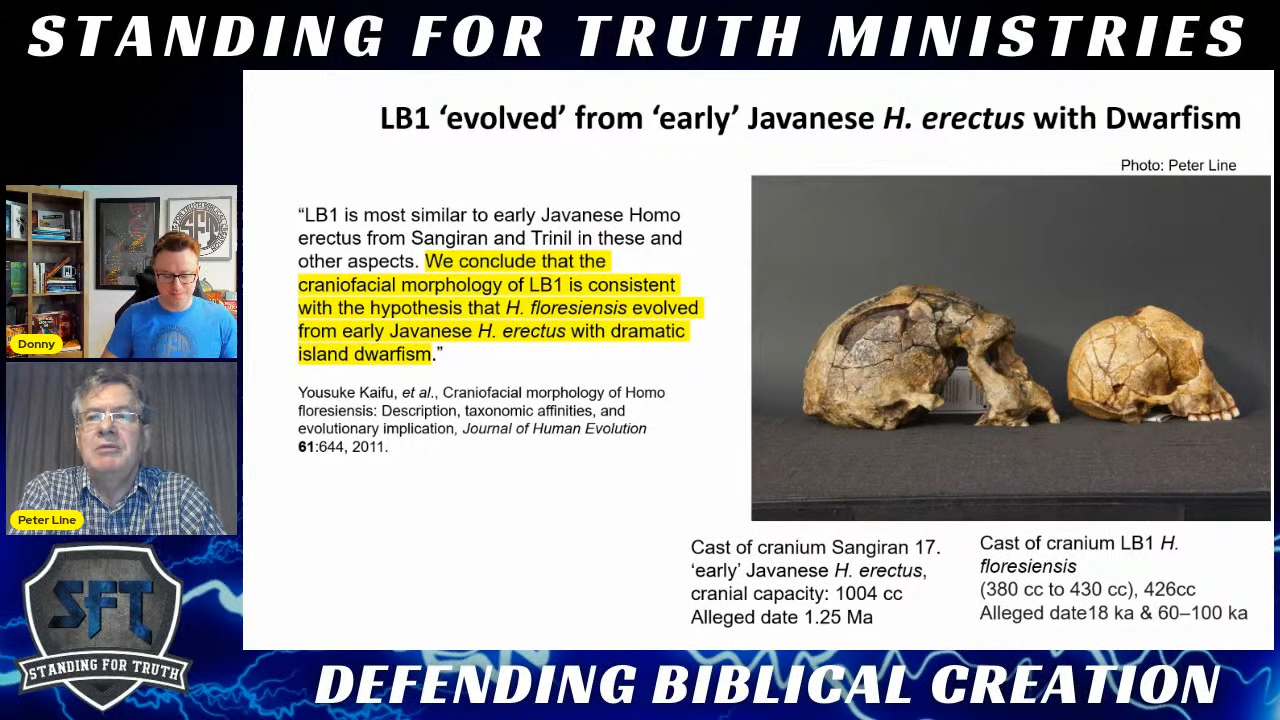 STANDING FOR TRUTH MINISTRIES
LB1 ‘evolved’ from ‘early’ Javanese H. erectus with Dwarfism
Photo: Peter Line
“LB1 is most similar to early Javanese Homo
erectus from Sangiran and Trinil in these and
other aspects. We conclude that the
craniofacial morphology of LB1 is consistent
with the hypothesis that H. floresiensis evolved
from early Javanese H. erectus with dramatic
island dwarfism.”
Yousuke Kaifu, et al., Craniofacial morphology of Homo
floresiensis: Description, taxonomic affinities, and
evolutionary implication, Journal of Human Evolution
61:644, 2011.
Cast of cranium Sangiran 17.
‘early’ Javanese H. erectus,
cranial capacity: 1004 cc
Alleged date 1.25 Ma
Cast of cranium LB1 H.
floresiensis
(380 cc to 430 cc), 426cc
Alleged date18 ka & 60–100 ka
Donny
Peter Line
SFT
SFT
STANDING FOR TRUTH
DEFENDING BIBLICAL CREATION